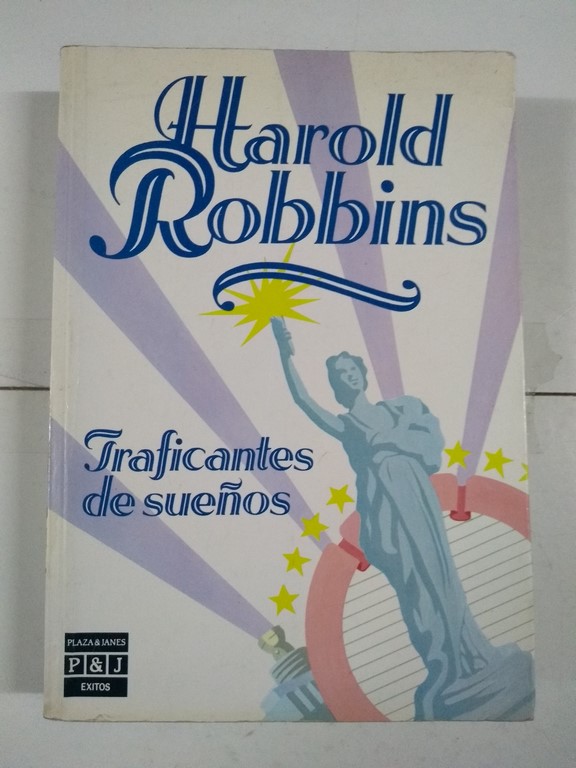 Harold
Robbins
Traficantes
de sueños
PLAZA & JANES
P & J
EXITOS